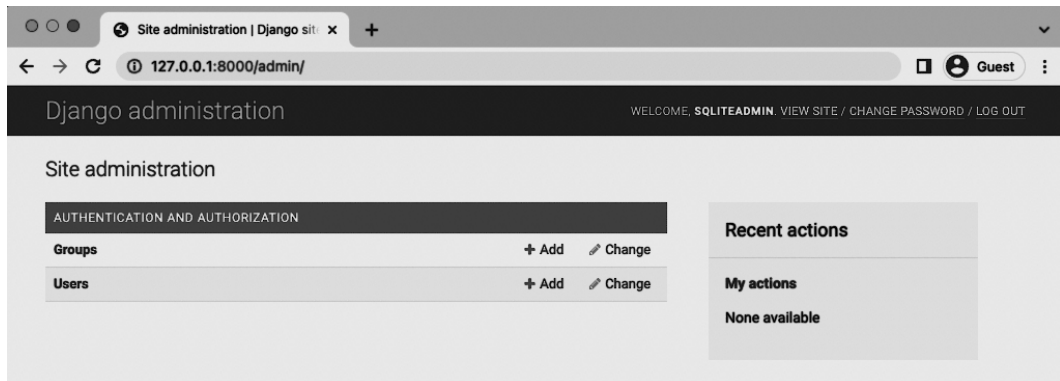 Site administration | Django sit
127.0.0.1:8000/admin/
Guest
Django administration
WELCOME, SQLITEADMIN. VIEW SITE / CHANGE PASSWORD / LOG OUT
Site administration
AUTHENTICATION AND AUTHORIZATION
Groups + Add Change
Users + Add Change
Recent actions
My actions
None available